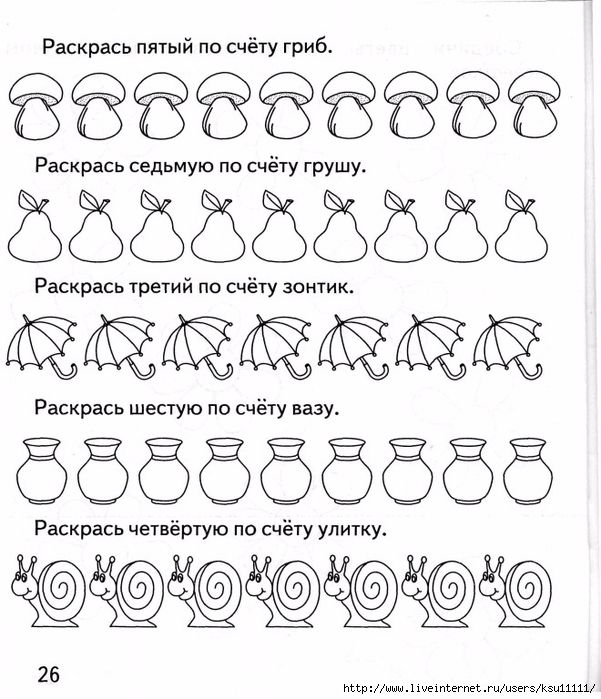 Раскрась пятый по счёту гриб.
Раскрась седьмую по счёту грушу.
Раскрась третий по счёту зонтик.
Раскрась шестую по счёту вазу.
Раскрась четвёртую по счёту улитку.
26
http://www.liveinternet.ru/users/ksu11111/